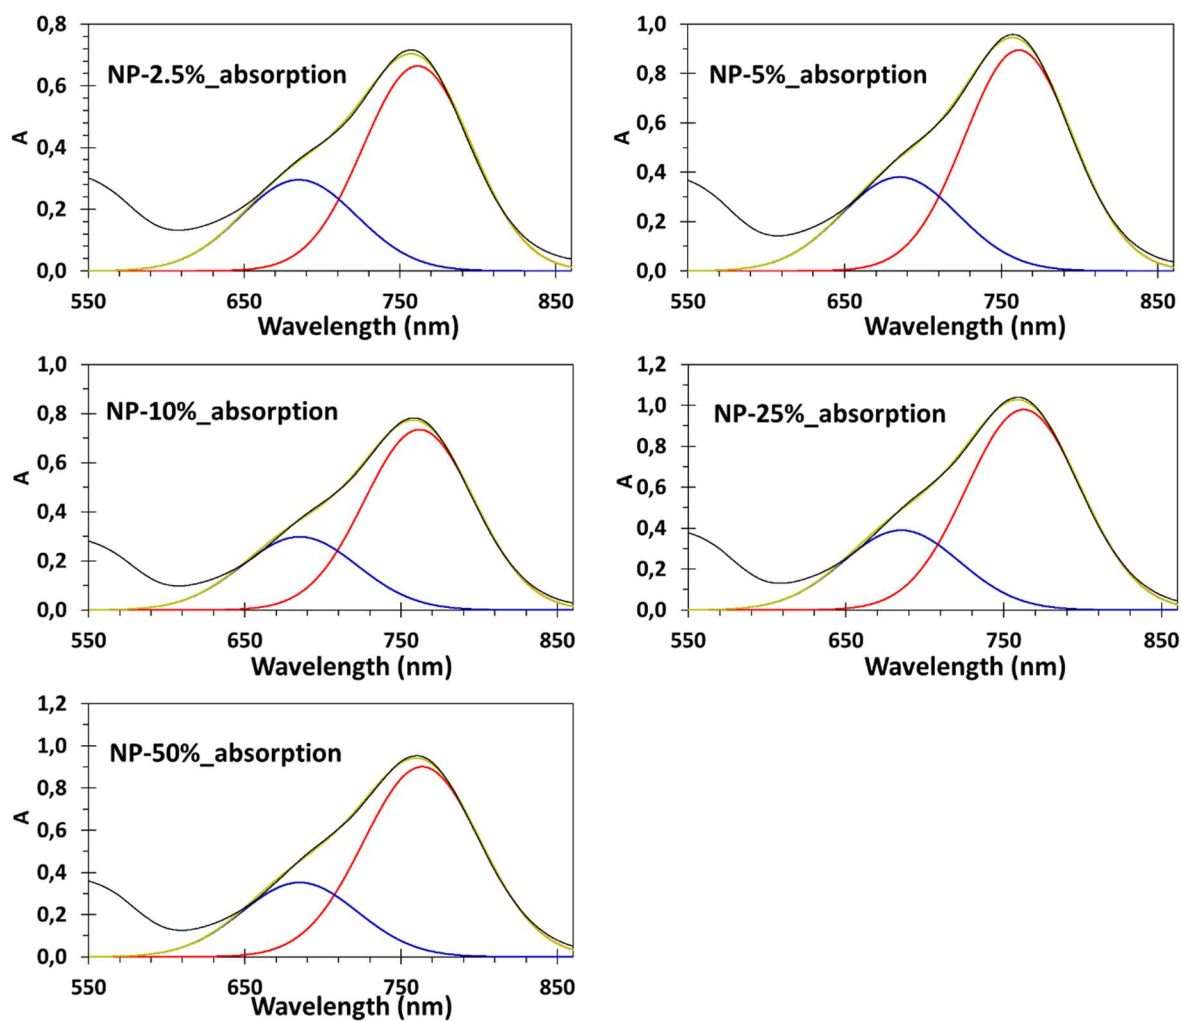 NP-2.5%_absorption
A
0,8
0,6
0,4
0,2
0,0
550 650 750 850
Wavelength (nm)
NP-5%_absorption
A
1,0
0,8
0,6
0,4
0,2
0,0
550 650 750 850
Wavelength (nm)
NP-10%_absorption
A
1,0
0,8
0,6
0,4
0,2
0,0
550 650 750 850
Wavelength (nm)
NP-25%_absorption
A
1,2
1,0
0,8
0,6
0,4
0,2
0,0
550 650 750 850
Wavelength (nm)
NP-50%_absorption
A
1,2
1,0
0,8
0,6
0,4
0,2
0,0
550 650 750 850
Wavelength (nm)